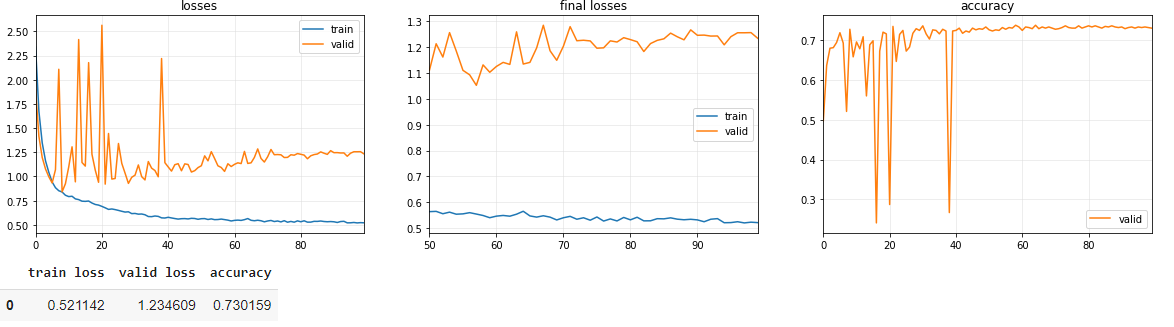 losses
2.50
2.25
2.00
1.75
1.50
1.25
1.00
0.75
0.50
0 20 40 60 80
train
valid
final losses
1.3
1.2
1.1
1.0
0.9
0.8
0.7
0.6
0.5
50 60 70 80 90
train
valid
accuracy
0.7
0.6
0.5
0.4
0.3
0 20 40 60 80
valid
train loss valid loss accuracy
0 0.521142 1.234609 0.730159